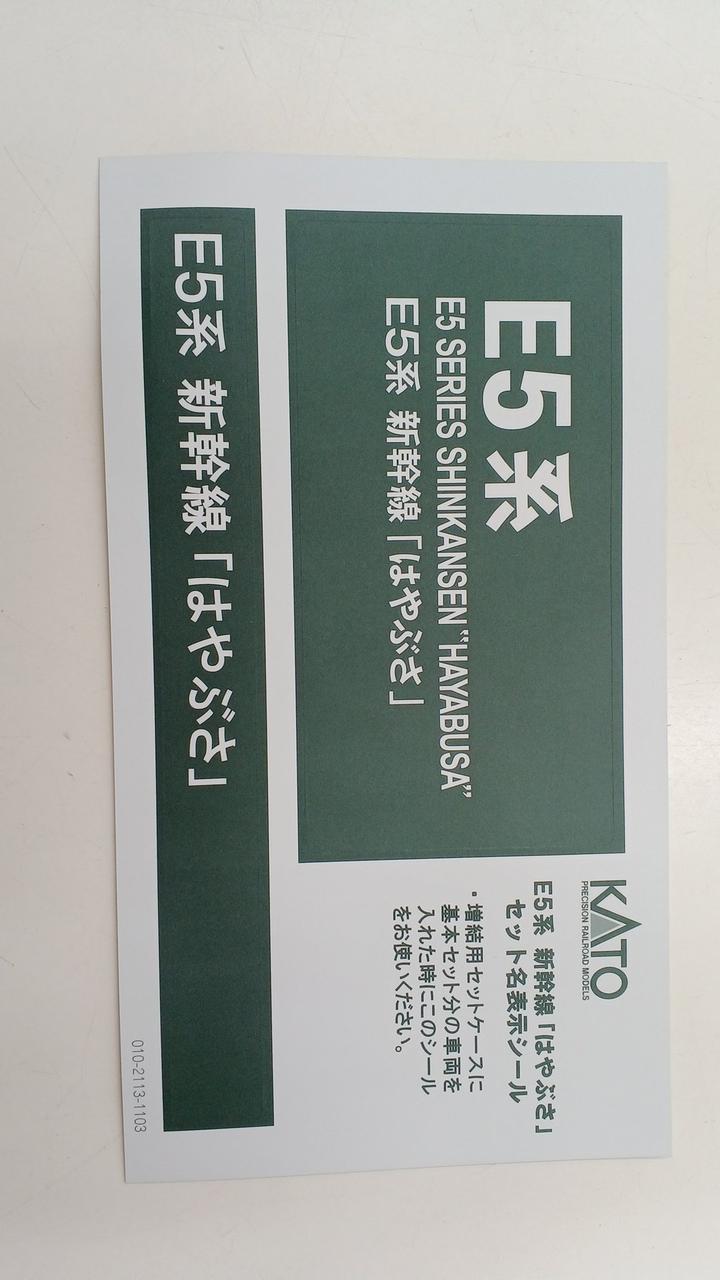 E5系
E5 SERIES SHINKANSEN “HAYABUSA”
E5系 新幹線「はやぶさ」
KATO
PRECISION RAILROAD MODELS
E5系 新幹線「はやぶさ」
セット名表示シール
・増結用セットケースに
基本セット分の車両を
入れた時にこのシール
をお使いください。
E5系 新幹線「はやぶさ」
010-2113-1103